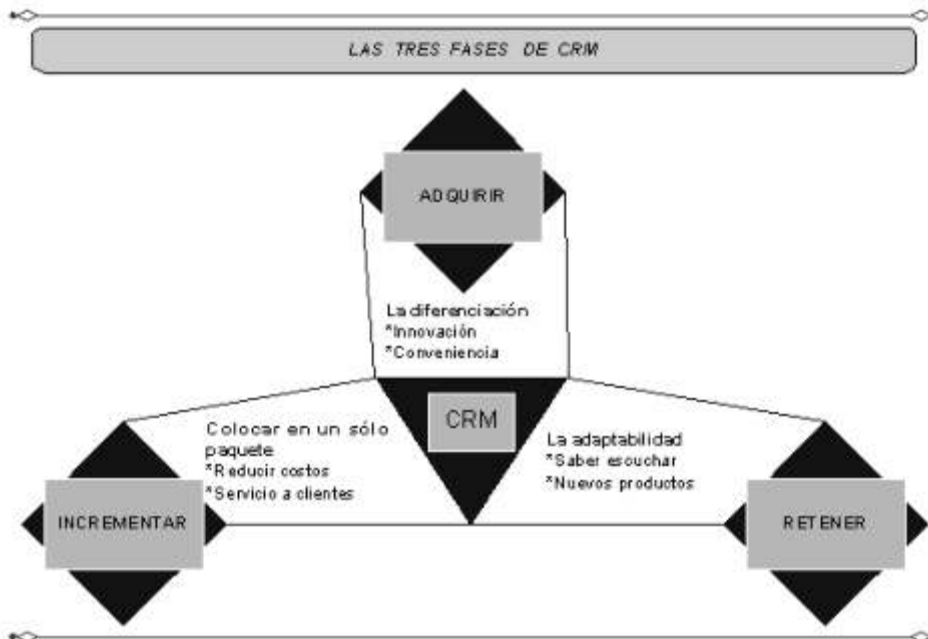 LAS TRES FASES DE CRM
ADQUIRIR
La diferenciación
*Innovación
*Conveniencia
CRM
Colocar en un sólo
paquete
*Reducir costos
*Servicio a clientes
La adaptabilidad
*Saber escuchar
*Nuevos productos
INCREMENTAR
RETENER